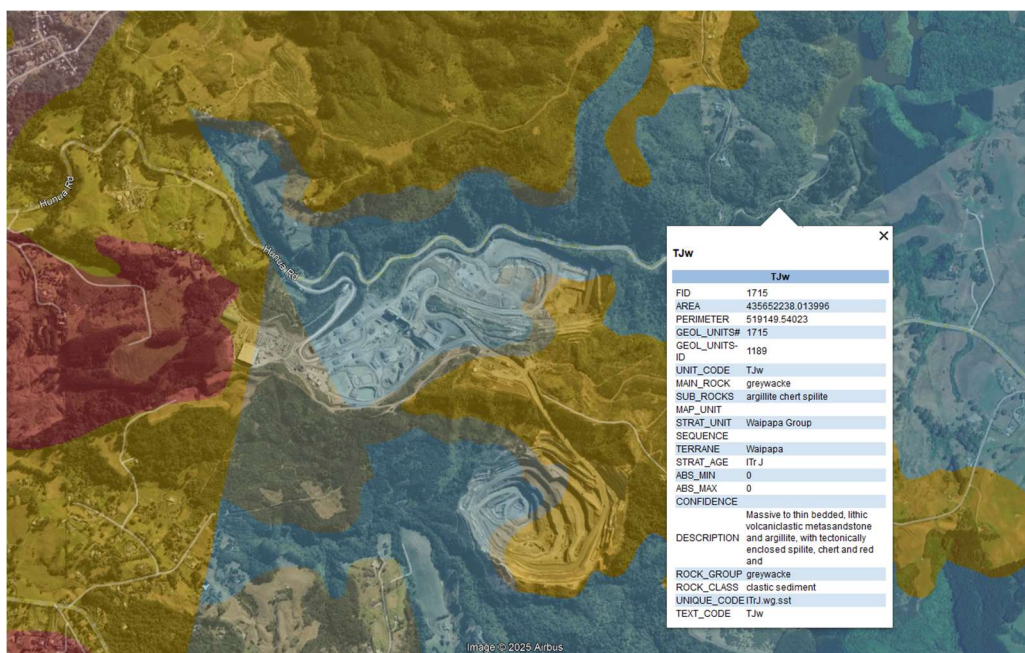 Hunua Rd
Hunua Rd
TJw
TJw
FID 1715
AREA 435652238.013996
PERIMETER 519149.54023
GEOL_UNITS# 1715
GEOL_UNITS-
ID 1189
UNIT_CODE TJw
MAIN_ROCK greywacke
SUB_ROCKS argillite chert spilite
MAP_UNIT
STRAT_UNIT Waipapa Group
SEQUENCE
TERRANE Waipapa
STRAT_AGE lTr J
ABS_MIN 0
ABS_MAX 0
CONFIDENCE
DESCRIPTION Massive to thin bedded, lithic
volcaniclastic metasandstone
and argillite, with tectonically
enclosed spilite, chert and red
and
ROCK_GROUP greywacke
ROCK_CLASS clastic sediment
UNIQUE_CODE lTrJ.wg.sst
TEXT_CODE TJw
Image © 2025 Airbus